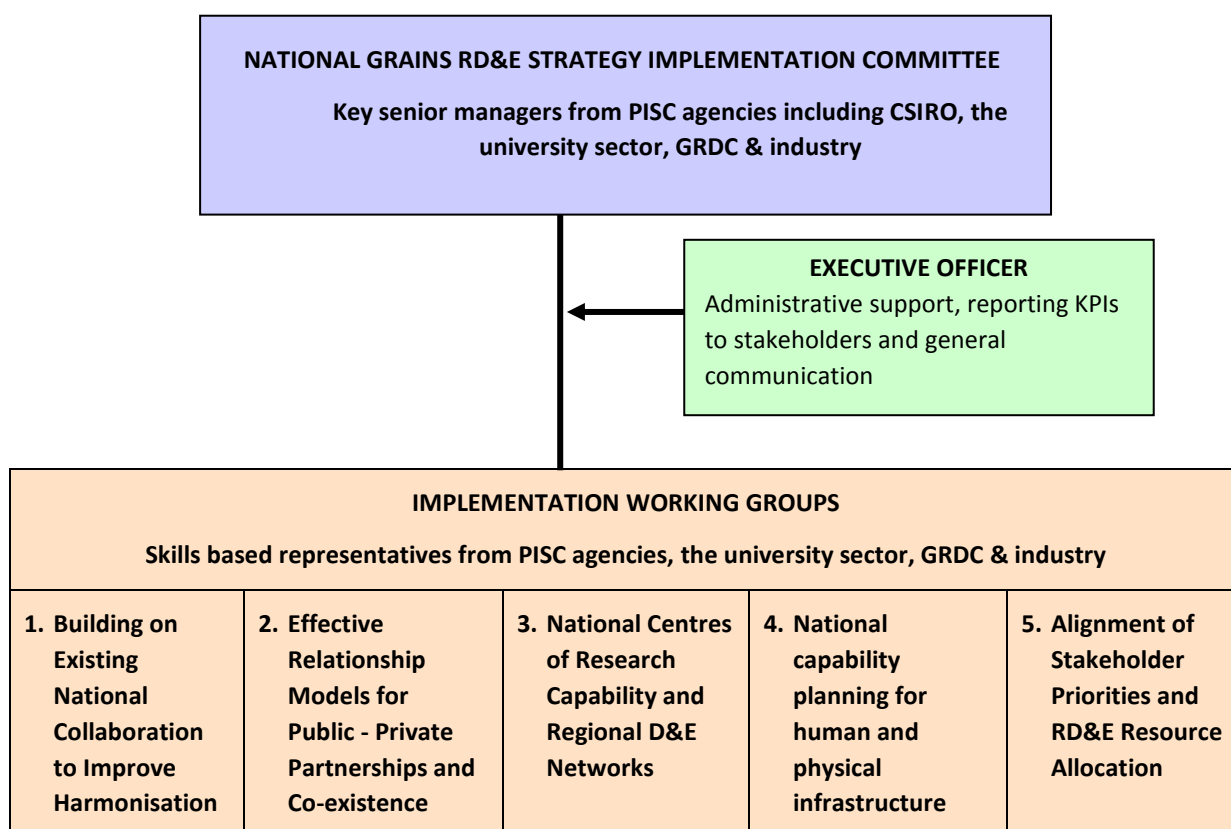 NATIONAL GRAINS RD&E STRATEGY IMPLEMENTATION COMMITTEE
Key senior managers from PISC agencies including CSIRO, the
university sector, GRDC & industry
EXECUTIVE OFFICER
Administrative support, reporting KPIs
to stakeholders and general
communication
IMPLEMENTATION WORKING GROUPS
Skills based representatives from PISC agencies, the university sector, GRDC & industry
1. Building on
Existing
National
Collaboration
to Improve
Harmonisation
2. Effective
Relationship
Models for
Public - Private
Partnerships and
Co-existence
3. National Centres
of Research
Capability and
Regional D&E
Networks
4. National
capability
planning for
human and
physical
infrastructure
5. Alignment of
Stakeholder
Priorities and
RD&E Resource
Allocation